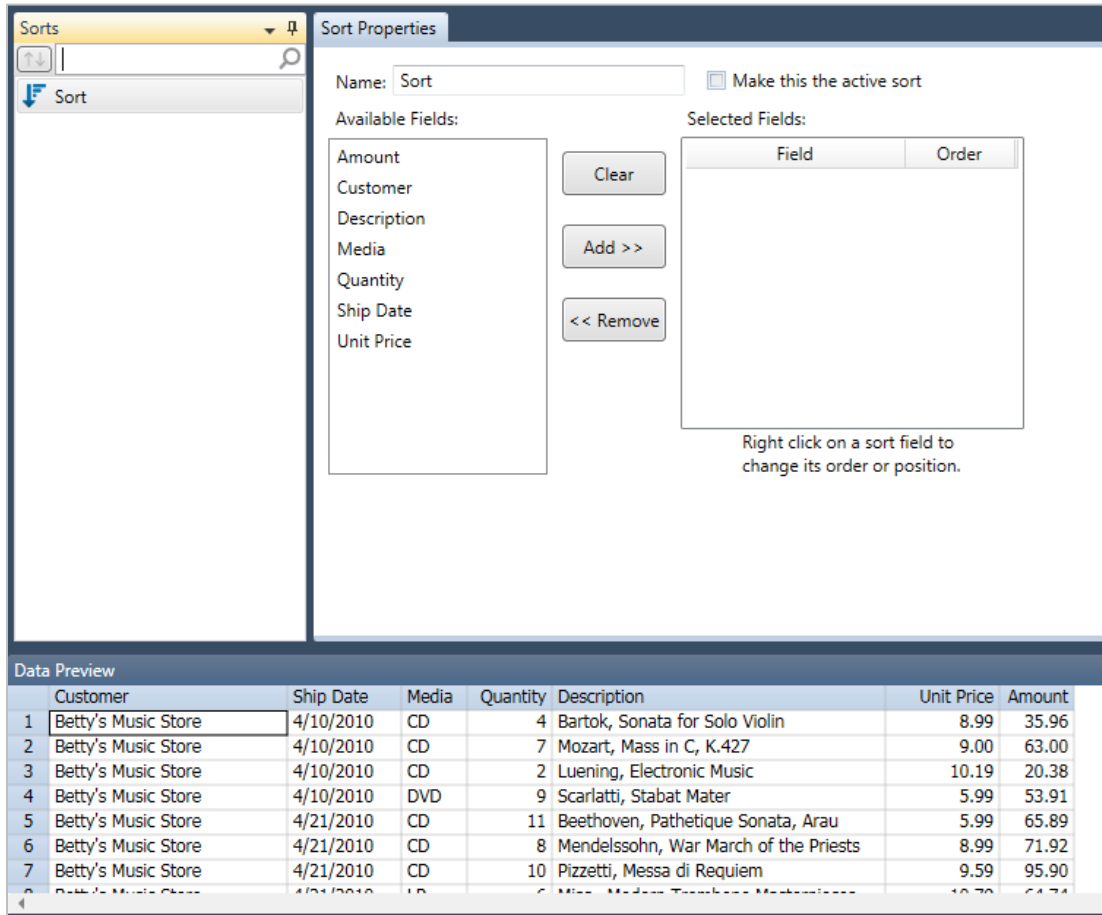 Sorts
Sort
Sort Properties
Name: Sort
Make this the active sort
Available Fields:
Amount
Customer
Description
Media
Quantity
Ship Date
Unit Price
Clear
Add >>
<< Remove
Selected Fields:
Field Order
Right click on a sort field to
change its order or position.
Data Preview
Customer Ship Date Media Quantity Description Unit Price Amount
1 Betty's Music Store 4/10/2010 CD 4 Bartok, Sonata for Solo Violin 8.99 35.96
2 Betty's Music Store 4/10/2010 CD 7 Mozart, Mass in C, K.427 9.00 63.00
3 Betty's Music Store 4/10/2010 CD 2 Luening, Electronic Music 10.19 20.38
4 Betty's Music Store 4/10/2010 DVD 9 Scarlatti, Stabat Mater 5.99 53.91
5 Betty's Music Store 4/21/2010 CD 11 Beethoven, Pathetique Sonata, Arau 5.99 65.89
6 Betty's Music Store 4/21/2010 CD 8 Mendelssohn, War March of the Priests 8.99 71.92
7 Betty's Music Store 4/21/2010 CD 10 Pizzetti, Messa di Requiem 9.59 95.90